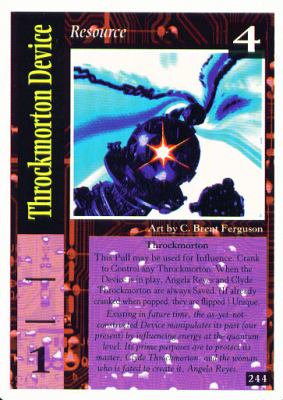 Throckmorton Device
Resource
4
Art by C. Brent Ferguson
Throckmorton
This Pull may be used for Influence. Crank
to Control any Throckmorton. When the
Device is in play, Angela Reyes and Clyde
Throckmorton are always Saved. If already
cranked when popped, they are flipped. Unique.
Existing in future time, the as-yet-not-
constructed Device manipulates its past (our
present) by influencing energy at the quantum
level. Its prime purposes are to protect its
master, Clyde Throckmorton, and the woman
who is fated to create it, Angela Reyes.
1
244